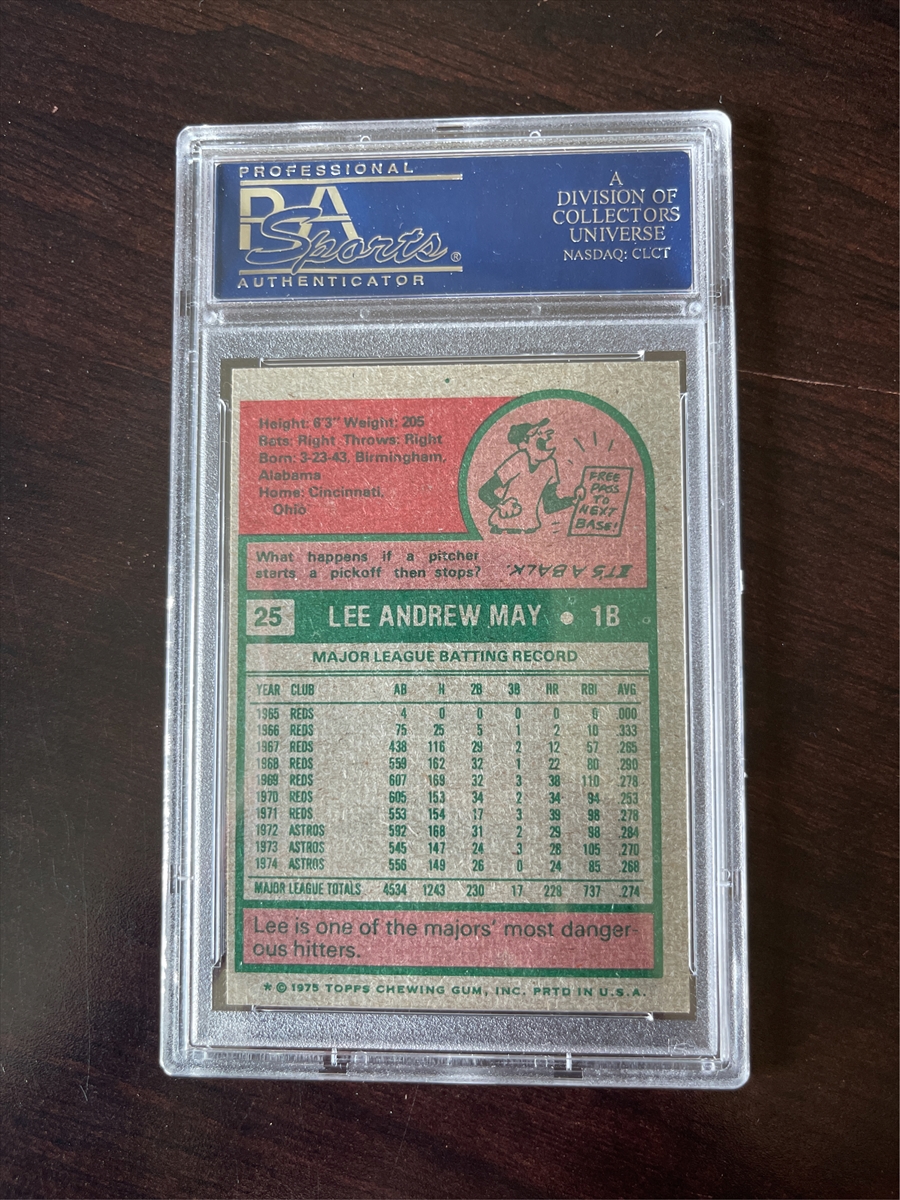 PROFESSIONAL
PSA
Sports®
AUTHENTICATOR
A
DIVISION OF
COLLECTORS
UNIVERSE
NASDAQ: CLCT
Height: 6'3" Weight: 205
Bats: Right Throws: Right
Born: 3-23-43, Birmingham,
Alabama
Home: Cincinnati,
Ohio
FREE
PASS
TO
NEXT
BASE!
What happens if a pitcher
starts a pickoff then stops?
IT'S A BALK.
25 LEE ANDREW MAY • 1B
MAJOR LEAGUE BATTING RECORD
YEAR CLUB AB H 2B 3B HR RBI AVG
1965 REDS 4 0 0 0 0 0 .000
1966 REDS 75 25 5 1 2 10 .333
1967 REDS 438 116 29 2 12 57 .265
1968 REDS 559 162 32 1 22 80 .290
1969 REDS 607 169 32 3 38 110 .278
1970 REDS 605 153 34 2 34 94 .253
1971 REDS 553 154 17 3 39 98 .278
1972 ASTROS 592 168 31 2 29 98 .284
1973 ASTROS 545 147 24 3 28 105 .270
1974 ASTROS 556 149 26 0 24 85 .268
MAJOR LEAGUE TOTALS 4534 1243 230 17 228 737 .274
Lee is one of the majors' most danger-
ous hitters.
* © 1975 TOPPS CHEWING GUM, INC. PRTD IN U.S.A.